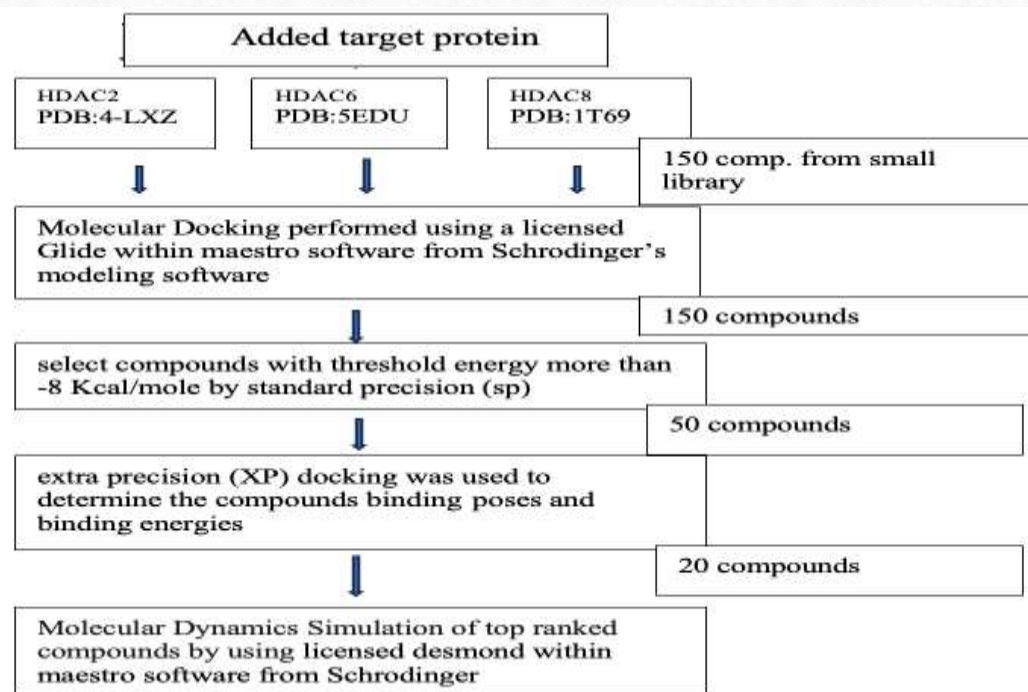 Added target protein
HDAC2
PDB:4-LXZ
HDAC6
PDB:5EDU
HDAC8
PDB:1T69
150 comp. from small
library
Molecular Docking performed using a licensed
Glide within maestro software from Schrodinger's
modeling software
150 compounds
select compounds with threshold energy more than
-8 Kcal/mole by standard precision (sp)
50 compounds
extra precision (XP) docking was used to
determine the compounds binding poses and
binding energies
20 compounds
Molecular Dynamics Simulation of top ranked
compounds by using licensed desmond within
maestro software from Schrodinger